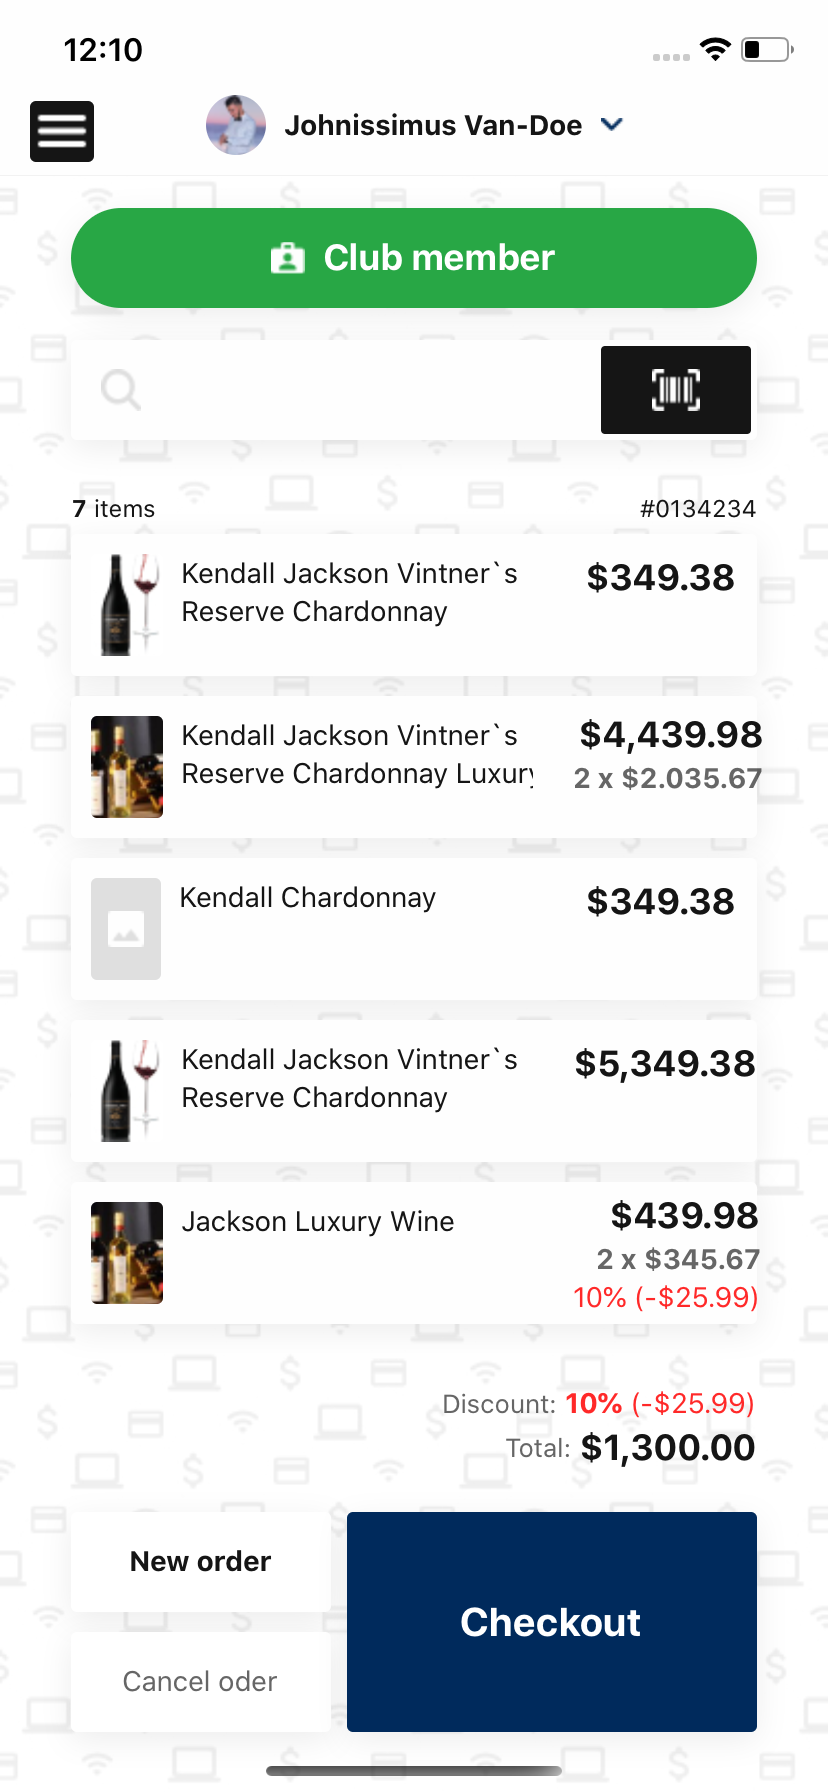 12:10
Johnissimus Van-Doe
Club member
7 items
#0134234
Kendall Jackson Vintner`s
Reserve Chardonnay
$349.38
Kendall Jackson Vintner`s
Reserve Chardonnay Luxury
$4,439.98
2 x $2.035.67
Kendall Chardonnay
$349.38
Kendall Jackson Vintner`s
Reserve Chardonnay
$5,349.38
Jackson Luxury Wine
$439.98
2 x $345.67
10% (-$25.99)
Discount: 10% (-$25.99)
Total: $1,300.00
New order
Checkout
Cancel oder